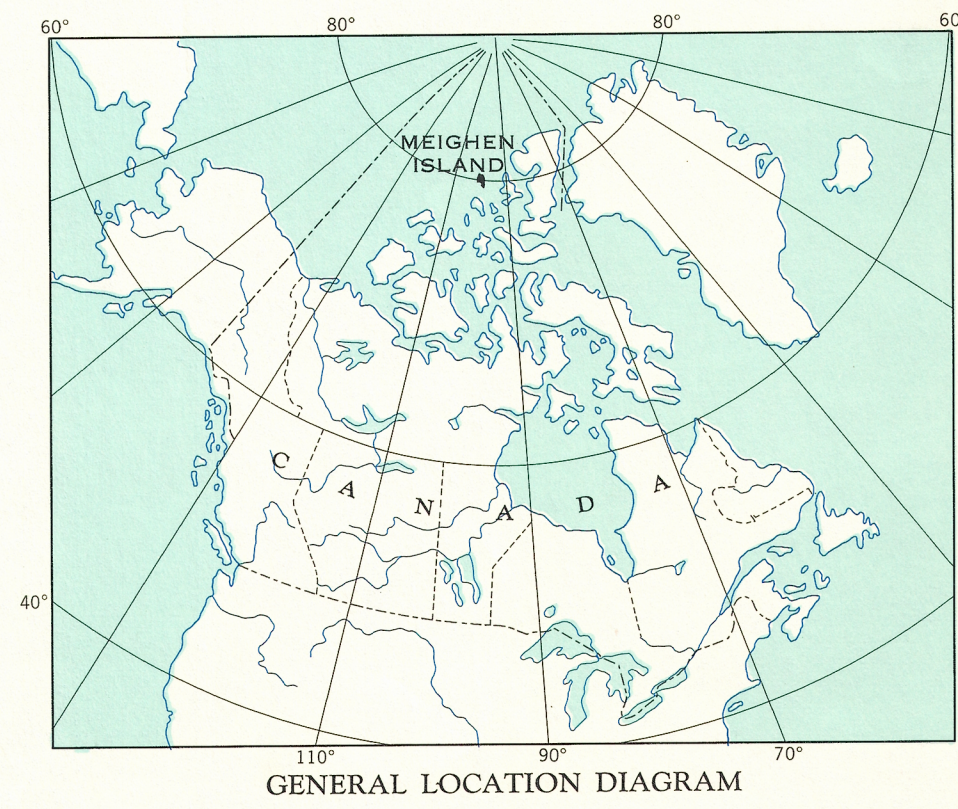 60° 80° 80° 60
MEIGHEN
ISLAND
C A N A D A
40°
110° 90° 70°
GENERAL LOCATION DIAGRAM